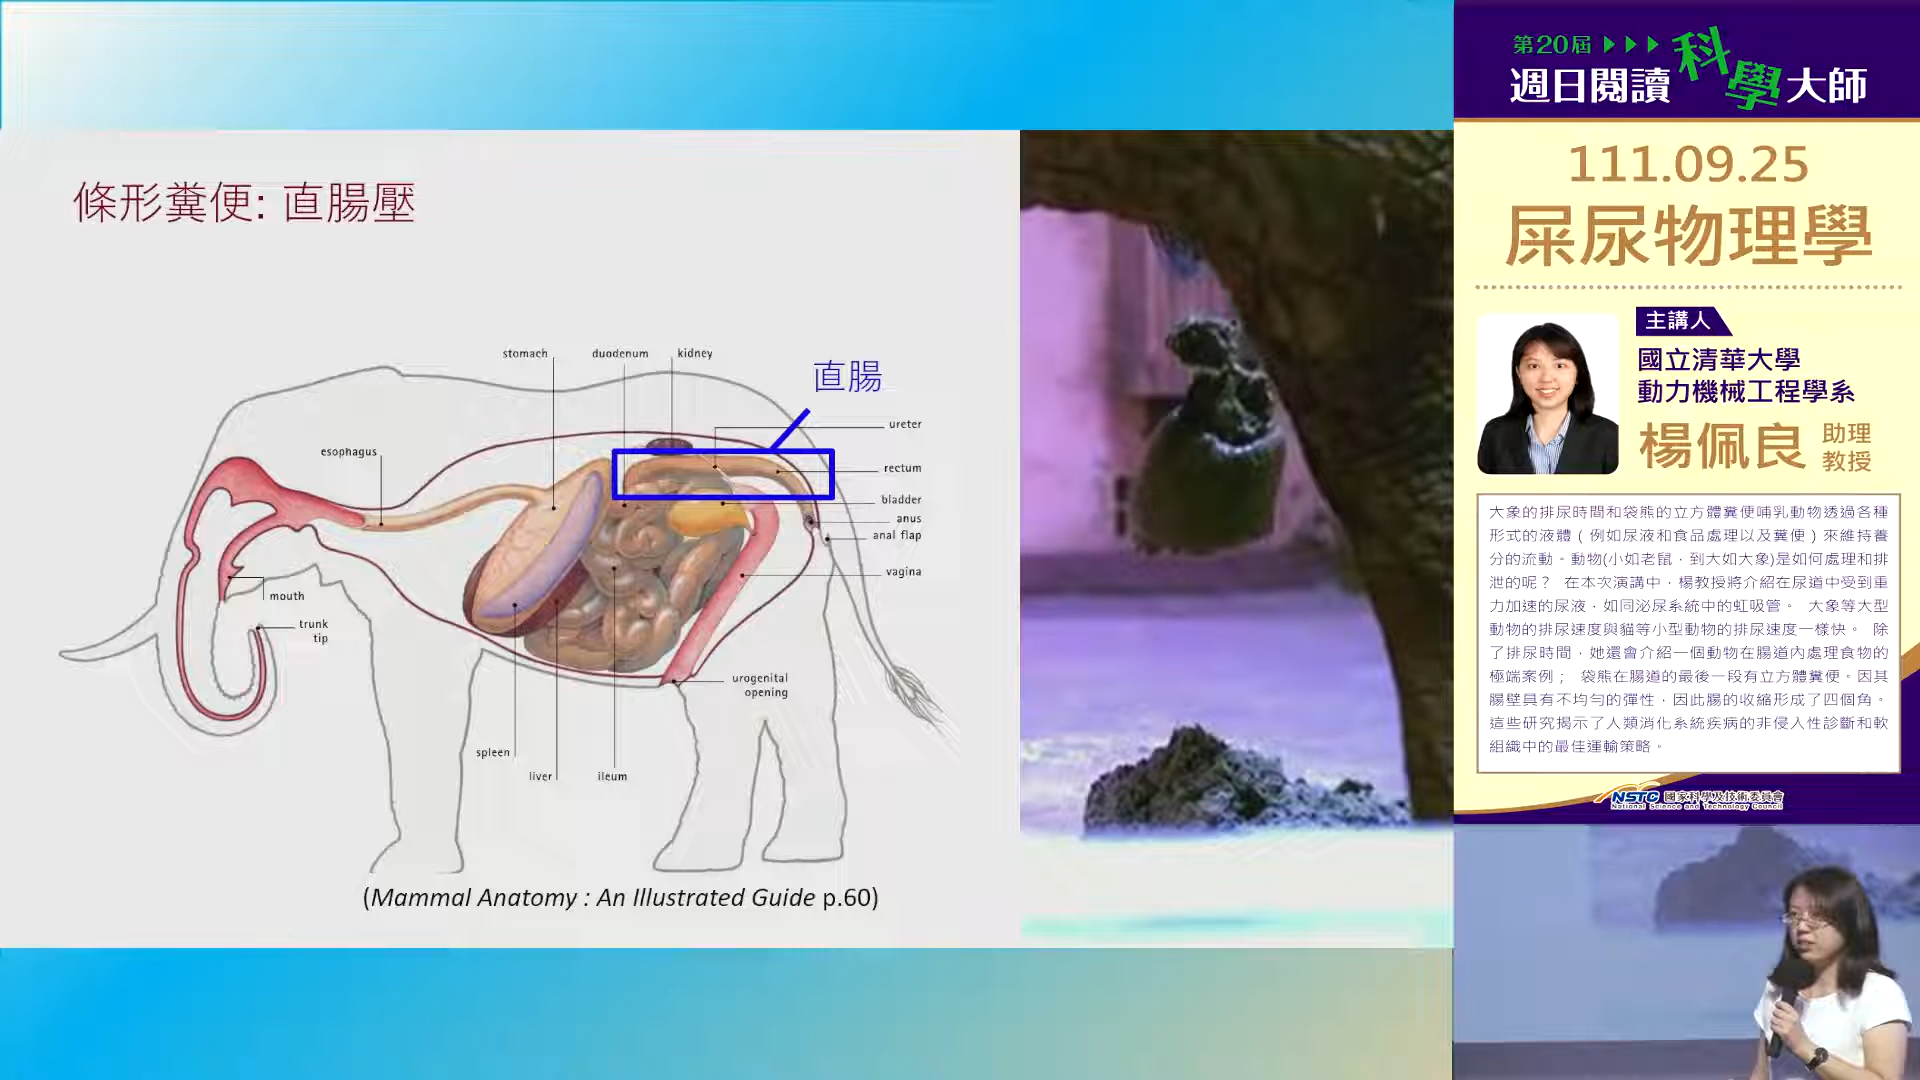 條形糞便: 直腸壓
stomach
duodenum
kidney
直腸
ureter
esophagus
rectum
bladder
anus
anal flap
vagina
mouth
trunk
tip
urogenital
opening
spleen
liver
ileum
(Mammal Anatomy : An Illustrated Guide p.60)
第20屆
週日閱讀科學大師
111.09.25
屎尿物理學
主講人
國立清華大學
動力機械工程學系
楊佩良 助理教授
大象的排尿時間和袋熊的立方體糞便哺乳動物透過各種
形式的液體（例如尿液和食品處理以及糞便）來維持養
分的流動。動物(小如老鼠，到大如大象)是如何處理和排
泄的呢？ 在本次演講中，楊教授將介紹在尿道中受到重
力加速的尿液，如同泌尿系統中的虹吸管。 大象等大型
動物的排尿速度與貓等小型動物的排尿速度一樣快。 除
了排尿時間，她還會介紹一個動物在腸道內處理食物的
極端案例； 袋熊在腸道的最後一段有立方體糞便。因其
腸壁具有不均勻的彈性，因此腸的收縮形成了四個角。
這些研究揭示了人類消化系統疾病的非侵入性診斷和軟
組織中的最佳運輸策略。
NSTC 國家科學及技術委員會
National Science and Technology Council